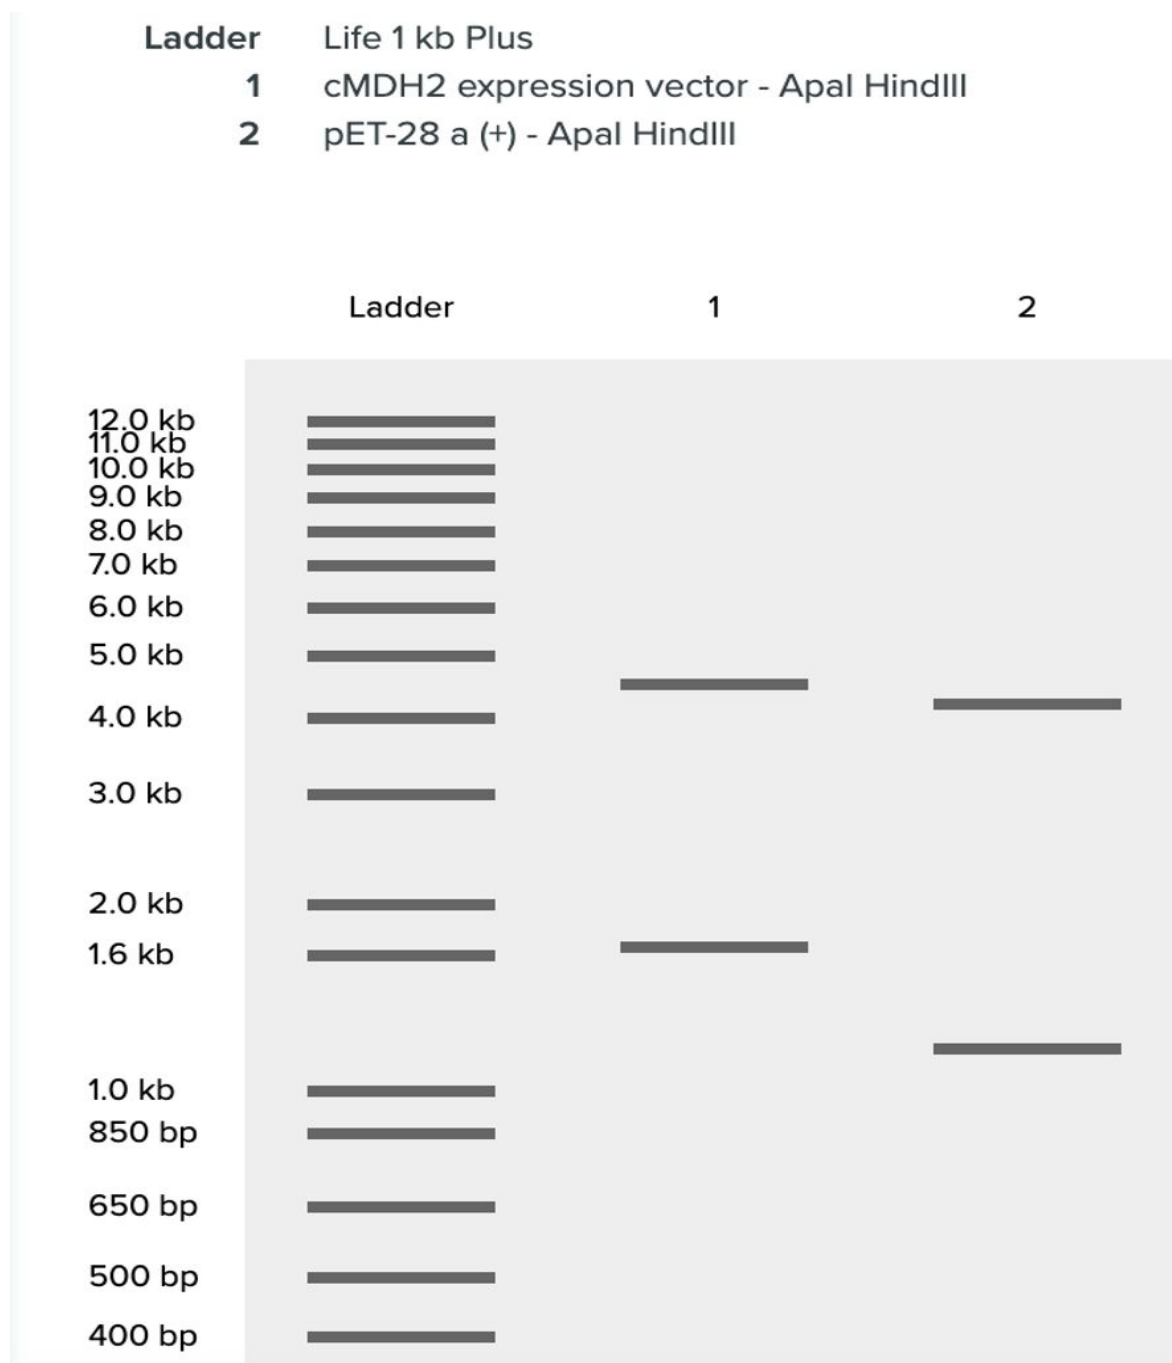 Ladder Life 1 kb Plus
1 cMDH2 expression vector - ApaI HindIII
2 pET-28 a (+) - ApaI HindIII
Ladder 1 2
12.0 kb
11.0 kb
10.0 kb
9.0 kb
8.0 kb
7.0 kb
6.0 kb
5.0 kb
4.0 kb
3.0 kb
2.0 kb
1.6 kb
1.0 kb
850 bp
650 bp
500 bp
400 bp